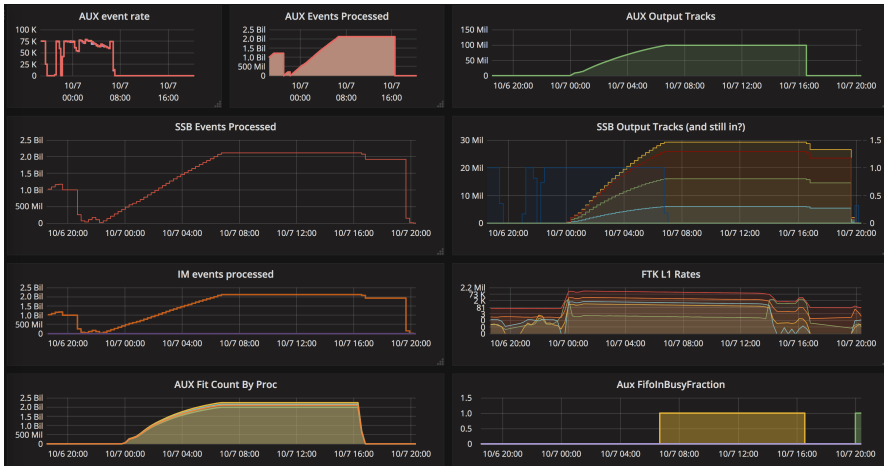 AUX event rate
100 K
75 K
50 K
25 K
0
10/7
00:00
10/7
08:00
10/7
16:00
AUX Events Processed
2.5 Bil
2.0 Bil
1.5 Bil
1.0 Bil
500 Mil
0
10/7
00:00
10/7
08:00
10/7
16:00
AUX Output Tracks
150 Mil
100 Mil
50 Mil
0
10/6 20:00 10/7 00:00 10/7 04:00 10/7 08:00 10/7 12:00 10/7 16:00 10/7 20:00
SSB Events Processed
2.5 Bil
2.0 Bil
1.5 Bil
1.0 Bil
500 Mil
0
10/6 20:00 10/7 00:00 10/7 04:00 10/7 08:00 10/7 12:00 10/7 16:00 10/7 20:00
SSB Output Tracks (and still in?)
30 Mil
20 Mil
10 Mil
0
1.5
1.0
0.5
0
10/6 20:00 10/7 00:00 10/7 04:00 10/7 08:00 10/7 12:00 10/7 16:00 10/7 20:00
IM events processed
2.5 Bil
2.0 Bil
1.5 Bil
1.0 Bil
500 Mil
0
10/6 20:00 10/7 00:00 10/7 04:00 10/7 08:00 10/7 12:00 10/7 16:00 10/7 20:00
FTK L1 Rates
2.2 Mil
73 K
2 K
81
3
0
0
0
10/6 20:00 10/7 00:00 10/7 04:00 10/7 08:00 10/7 12:00 10/7 16:00 10/7 20:00
AUX Fit Count By Proc
2.5 Bil
2.0 Bil
1.5 Bil
1.0 Bil
500 Mil
0
10/6 20:00 10/7 00:00 10/7 04:00 10/7 08:00 10/7 12:00 10/7 16:00 10/7 20:00
Aux FifoInBusyFraction
1.5
1.0
0.5
0
10/6 20:00 10/7 00:00 10/7 04:00 10/7 08:00 10/7 12:00 10/7 16:00 10/7 20:00